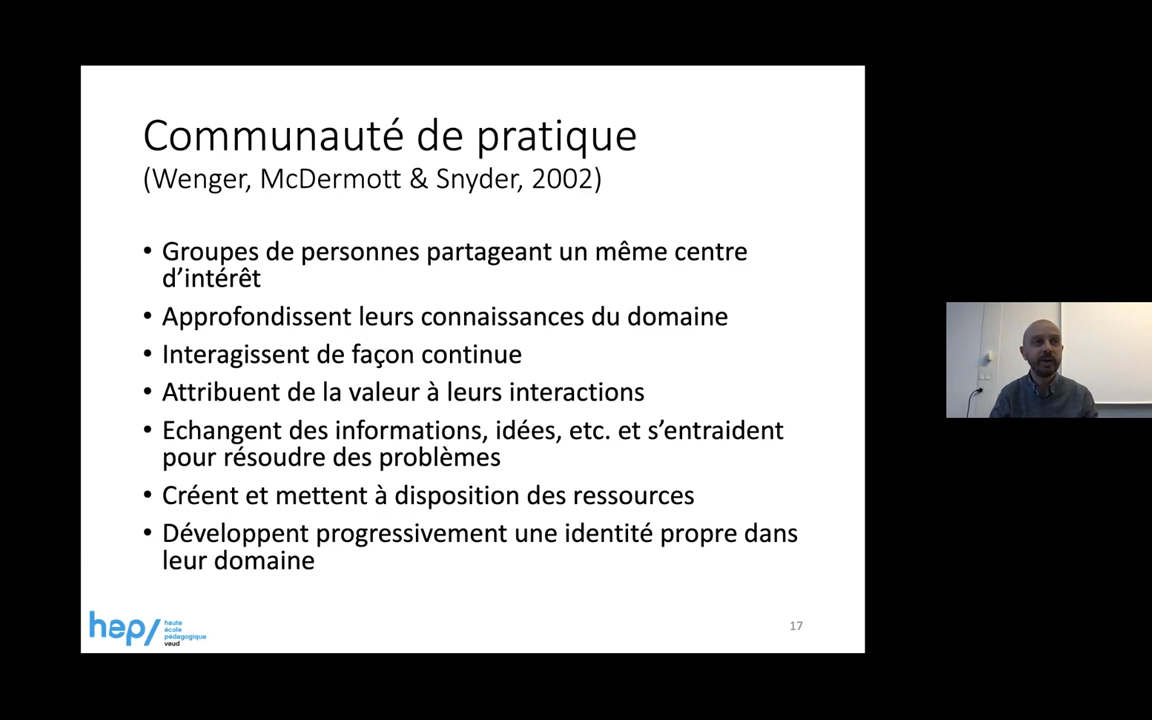 Communauté de pratique
(Wenger, McDermott & Snyder, 2002)
• Groupes de personnes partageant un même centre
d’intérêt
• Approfondissent leurs connaissances du domaine
• Interagissent de façon continue
• Attribuent de la valeur à leurs interactions
• Echangent des informations, idées, etc. et s’entraident
pour résoudre des problèmes
• Créent et mettent à disposition des ressources
• Développent progressivement une identité propre dans
leur domaine
hep/
haute
école
pédagogique
vaud
17